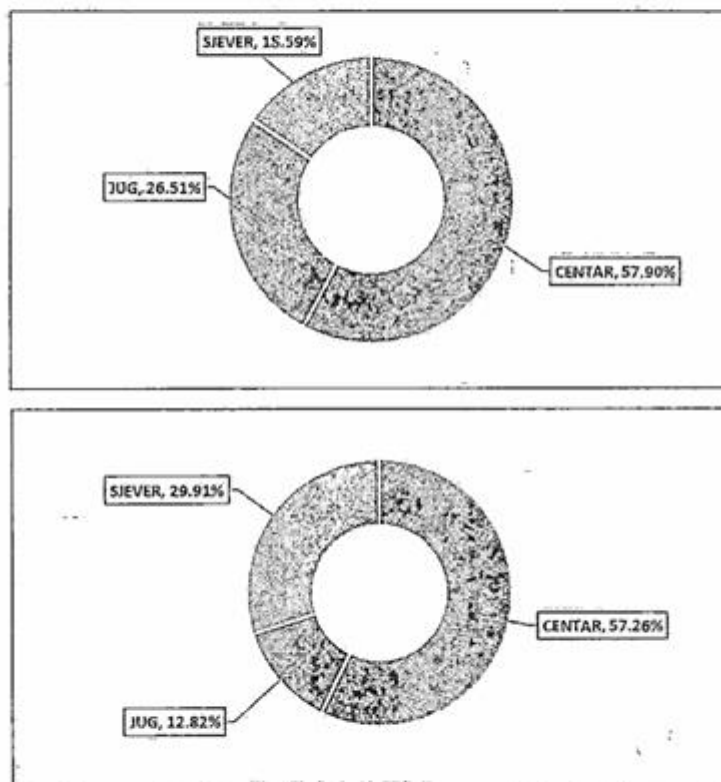 SJEVER, 15.59%
JUG, 26.51%
CENTAR, 57.90%
SJEVER, 29.91%
CENTAR, 57.26%
JUG, 12.82%